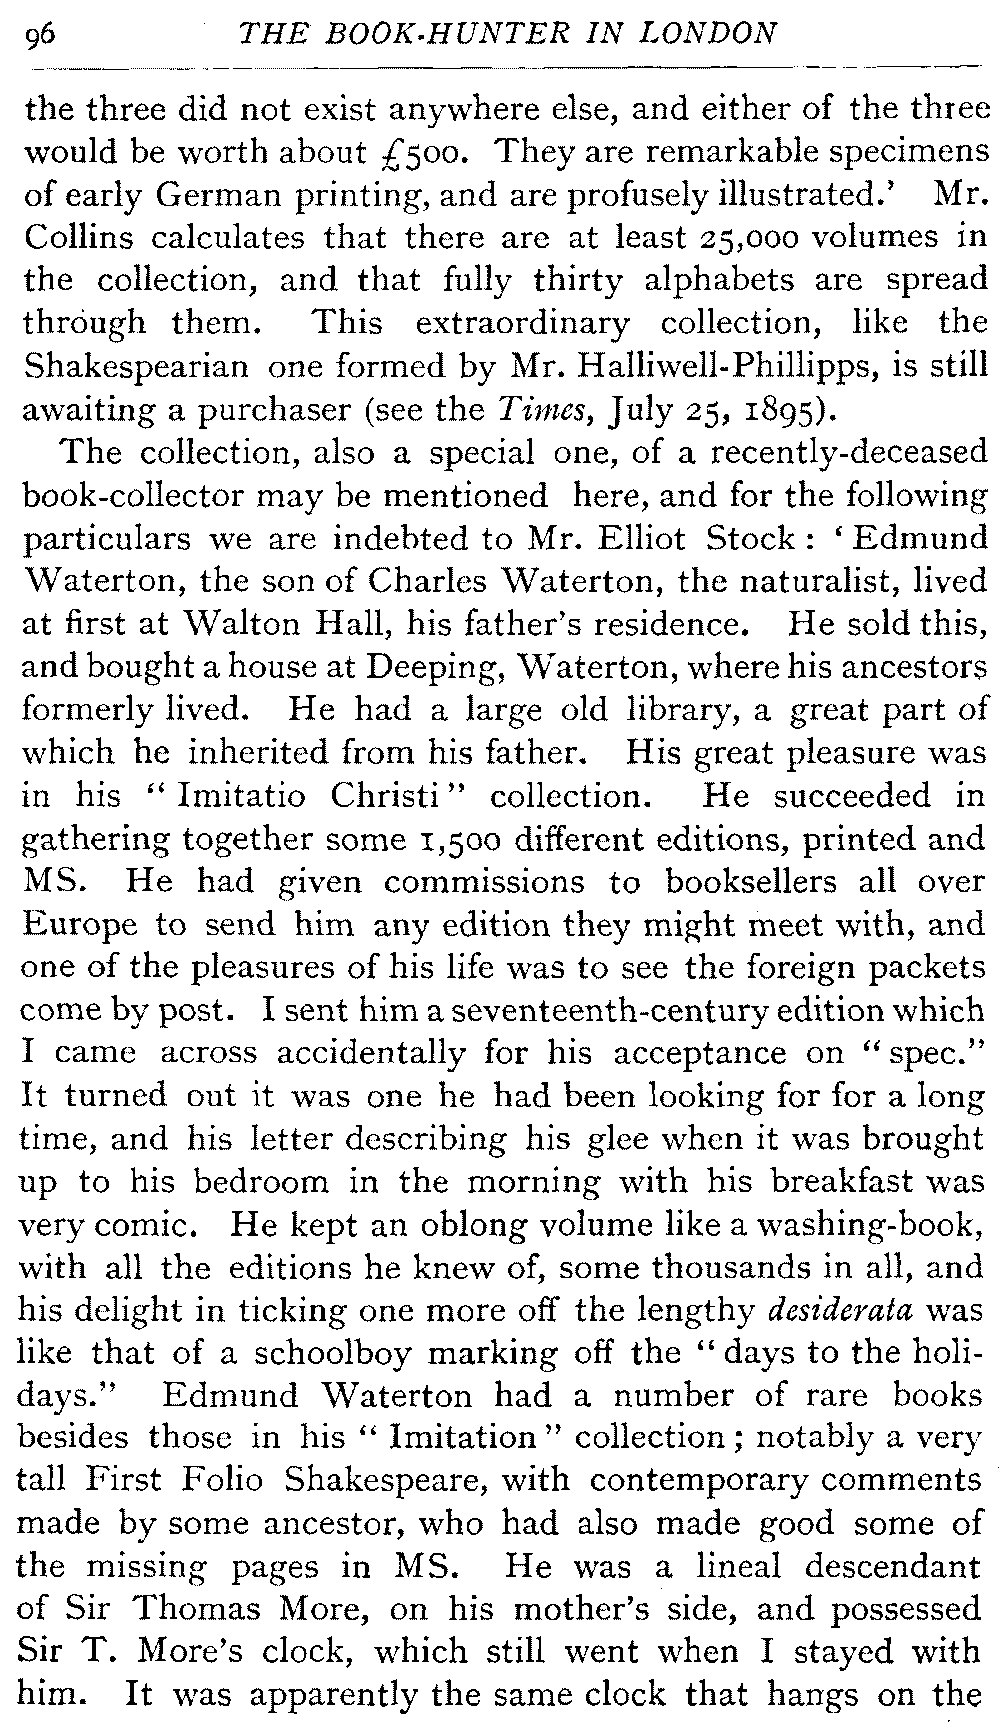 96 THE BOOK-HUNTER IN LONDON
the three did not exist anywhere else, and either of the three
would be worth about £500. They are remarkable specimens
of early German printing, and are profusely illustrated.’ Mr.
Collins calculates that there are at least 25,000 volumes in
the collection, and that fully thirty alphabets are spread
through them. This extraordinary collection, like the
Shakespearian one formed by Mr. Halliwell-Phillipps, is still
awaiting a purchaser (see the Times, July 25, 1895).
The collection, also a special one, of a recently-deceased
book-collector may be mentioned here, and for the following
particulars we are indebted to Mr. Elliot Stock : ‘ Edmund
Waterton, the son of Charles Waterton, the naturalist, lived
at first at Walton Hall, his father’s residence. He sold this,
and bought a house at Deeping, Waterton, where his ancestors
formerly lived. He had a large old library, a great part of
which he inherited from his father. His great pleasure was
in his “ Imitatio Christi ” collection. He succeeded in
gathering together some 1,500 different editions, printed and
MS. He had given commissions to booksellers all over
Europe to send him any edition they might meet with, and
one of the pleasures of his life was to see the foreign packets
come by post. I sent him a seventeenth-century edition which
I came across accidentally for his acceptance on “ spec.”
It turned out it was one he had been looking for for a long
time, and his letter describing his glee when it was brought
up to his bedroom in the morning with his breakfast was
very comic. He kept an oblong volume like a washing-book,
with all the editions he knew of, some thousands in all, and
his delight in ticking one more off the lengthy desiderata was
like that of a schoolboy marking off the “ days to the holi-
days.” Edmund Waterton had a number of rare books
besides those in his “ Imitation ” collection ; notably a very
tall First Folio Shakespeare, with contemporary comments
made by some ancestor, who had also made good some of
the missing pages in MS. He was a lineal descendant
of Sir Thomas More, on his mother’s side, and possessed
Sir T. More’s clock, which still went when I stayed with
him. It was apparently the same clock that hangs on the